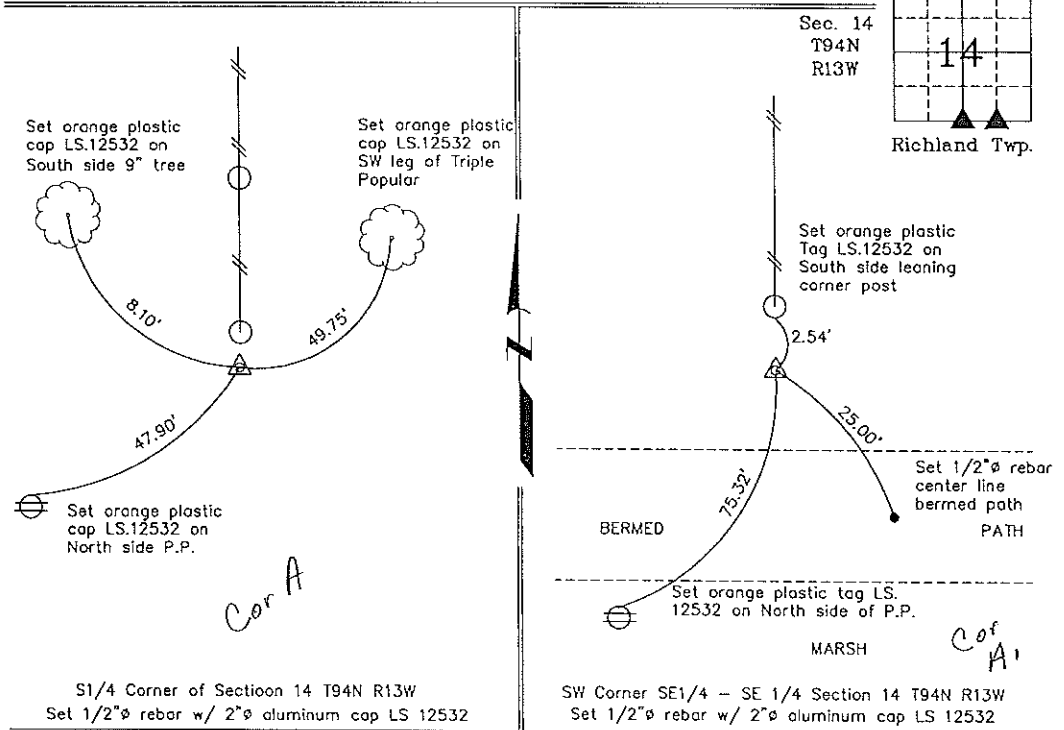 Sec. 14
T94N
R13W
14
Richland Twp.
Set orange plastic
cap LS.12532 on
South side 9" tree
Set orange plastic
cap LS.12532 on
SW leg of Triple
Popular
8.10'
49.75'
47.90'
Set orange plastic
cap LS.12532 on
North side P.P.
Cor A
S1/4 Corner of Sectioon 14 T94N R13W
Set 1/2"ø rebar w/ 2"ø aluminum cap LS 12532
Set orange plastic
Tag LS.12532 on
South side leaning
corner post
2.54'
25.00'
75.32'
Set 1/2"ø rebar
center line
bermed path
BERMED
PATH
Set orange plastic tag LS.
12532 on North side of P.P.
MARSH
Cor
A1
SW Corner SE1/4 - SE 1/4 Section 14 T94N R13W
Set 1/2"ø rebar w/ 2"ø aluminum cap LS 12532